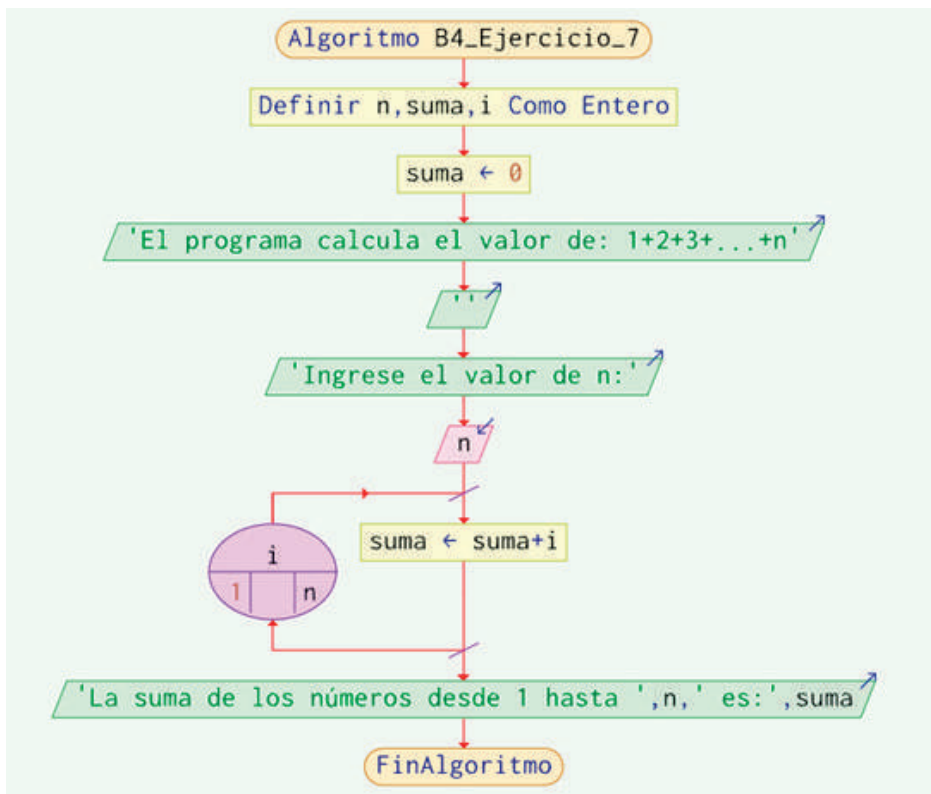 Algoritmo B4_Ejercicio_7
Definir n,suma,i Como Entero
suma ← 0
'El programa calcula el valor de: 1+2+3+...+n'
''
'Ingrese el valor de n:'
n
suma ← suma+i
i
1 n
'La suma de los números desde 1 hasta ',n,' es:',suma
FinAlgoritmo